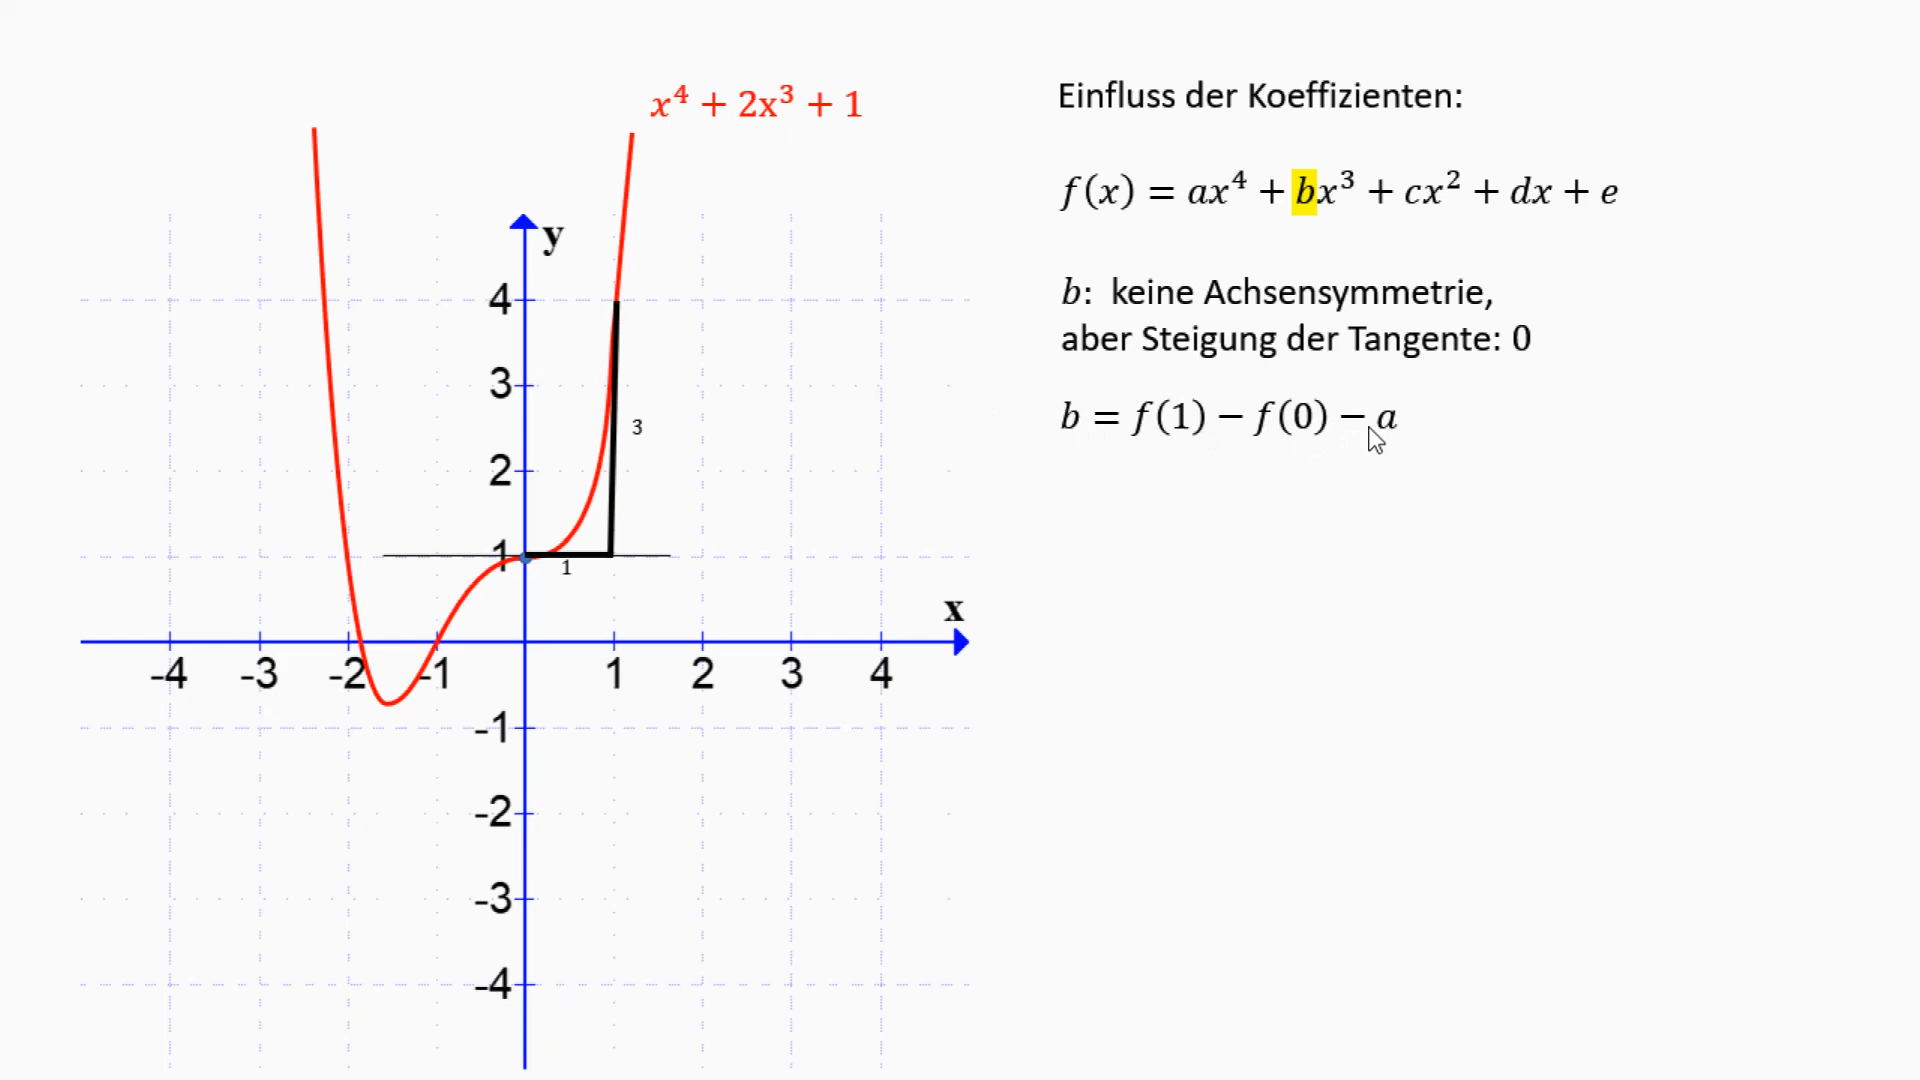 x⁴ + 2x³ + 1
Einfluss der Koeffizienten:
f(x) = ax⁴ + bx³ + cx² + dx + e
b: keine Achsensymmetrie,
aber Steigung der Tangente: 0
b = f(1) − f(0) − a
y
4
3
2
1
3
1
x
-4 -3 -2 -1 1 2 3 4
-1
-2
-3
-4